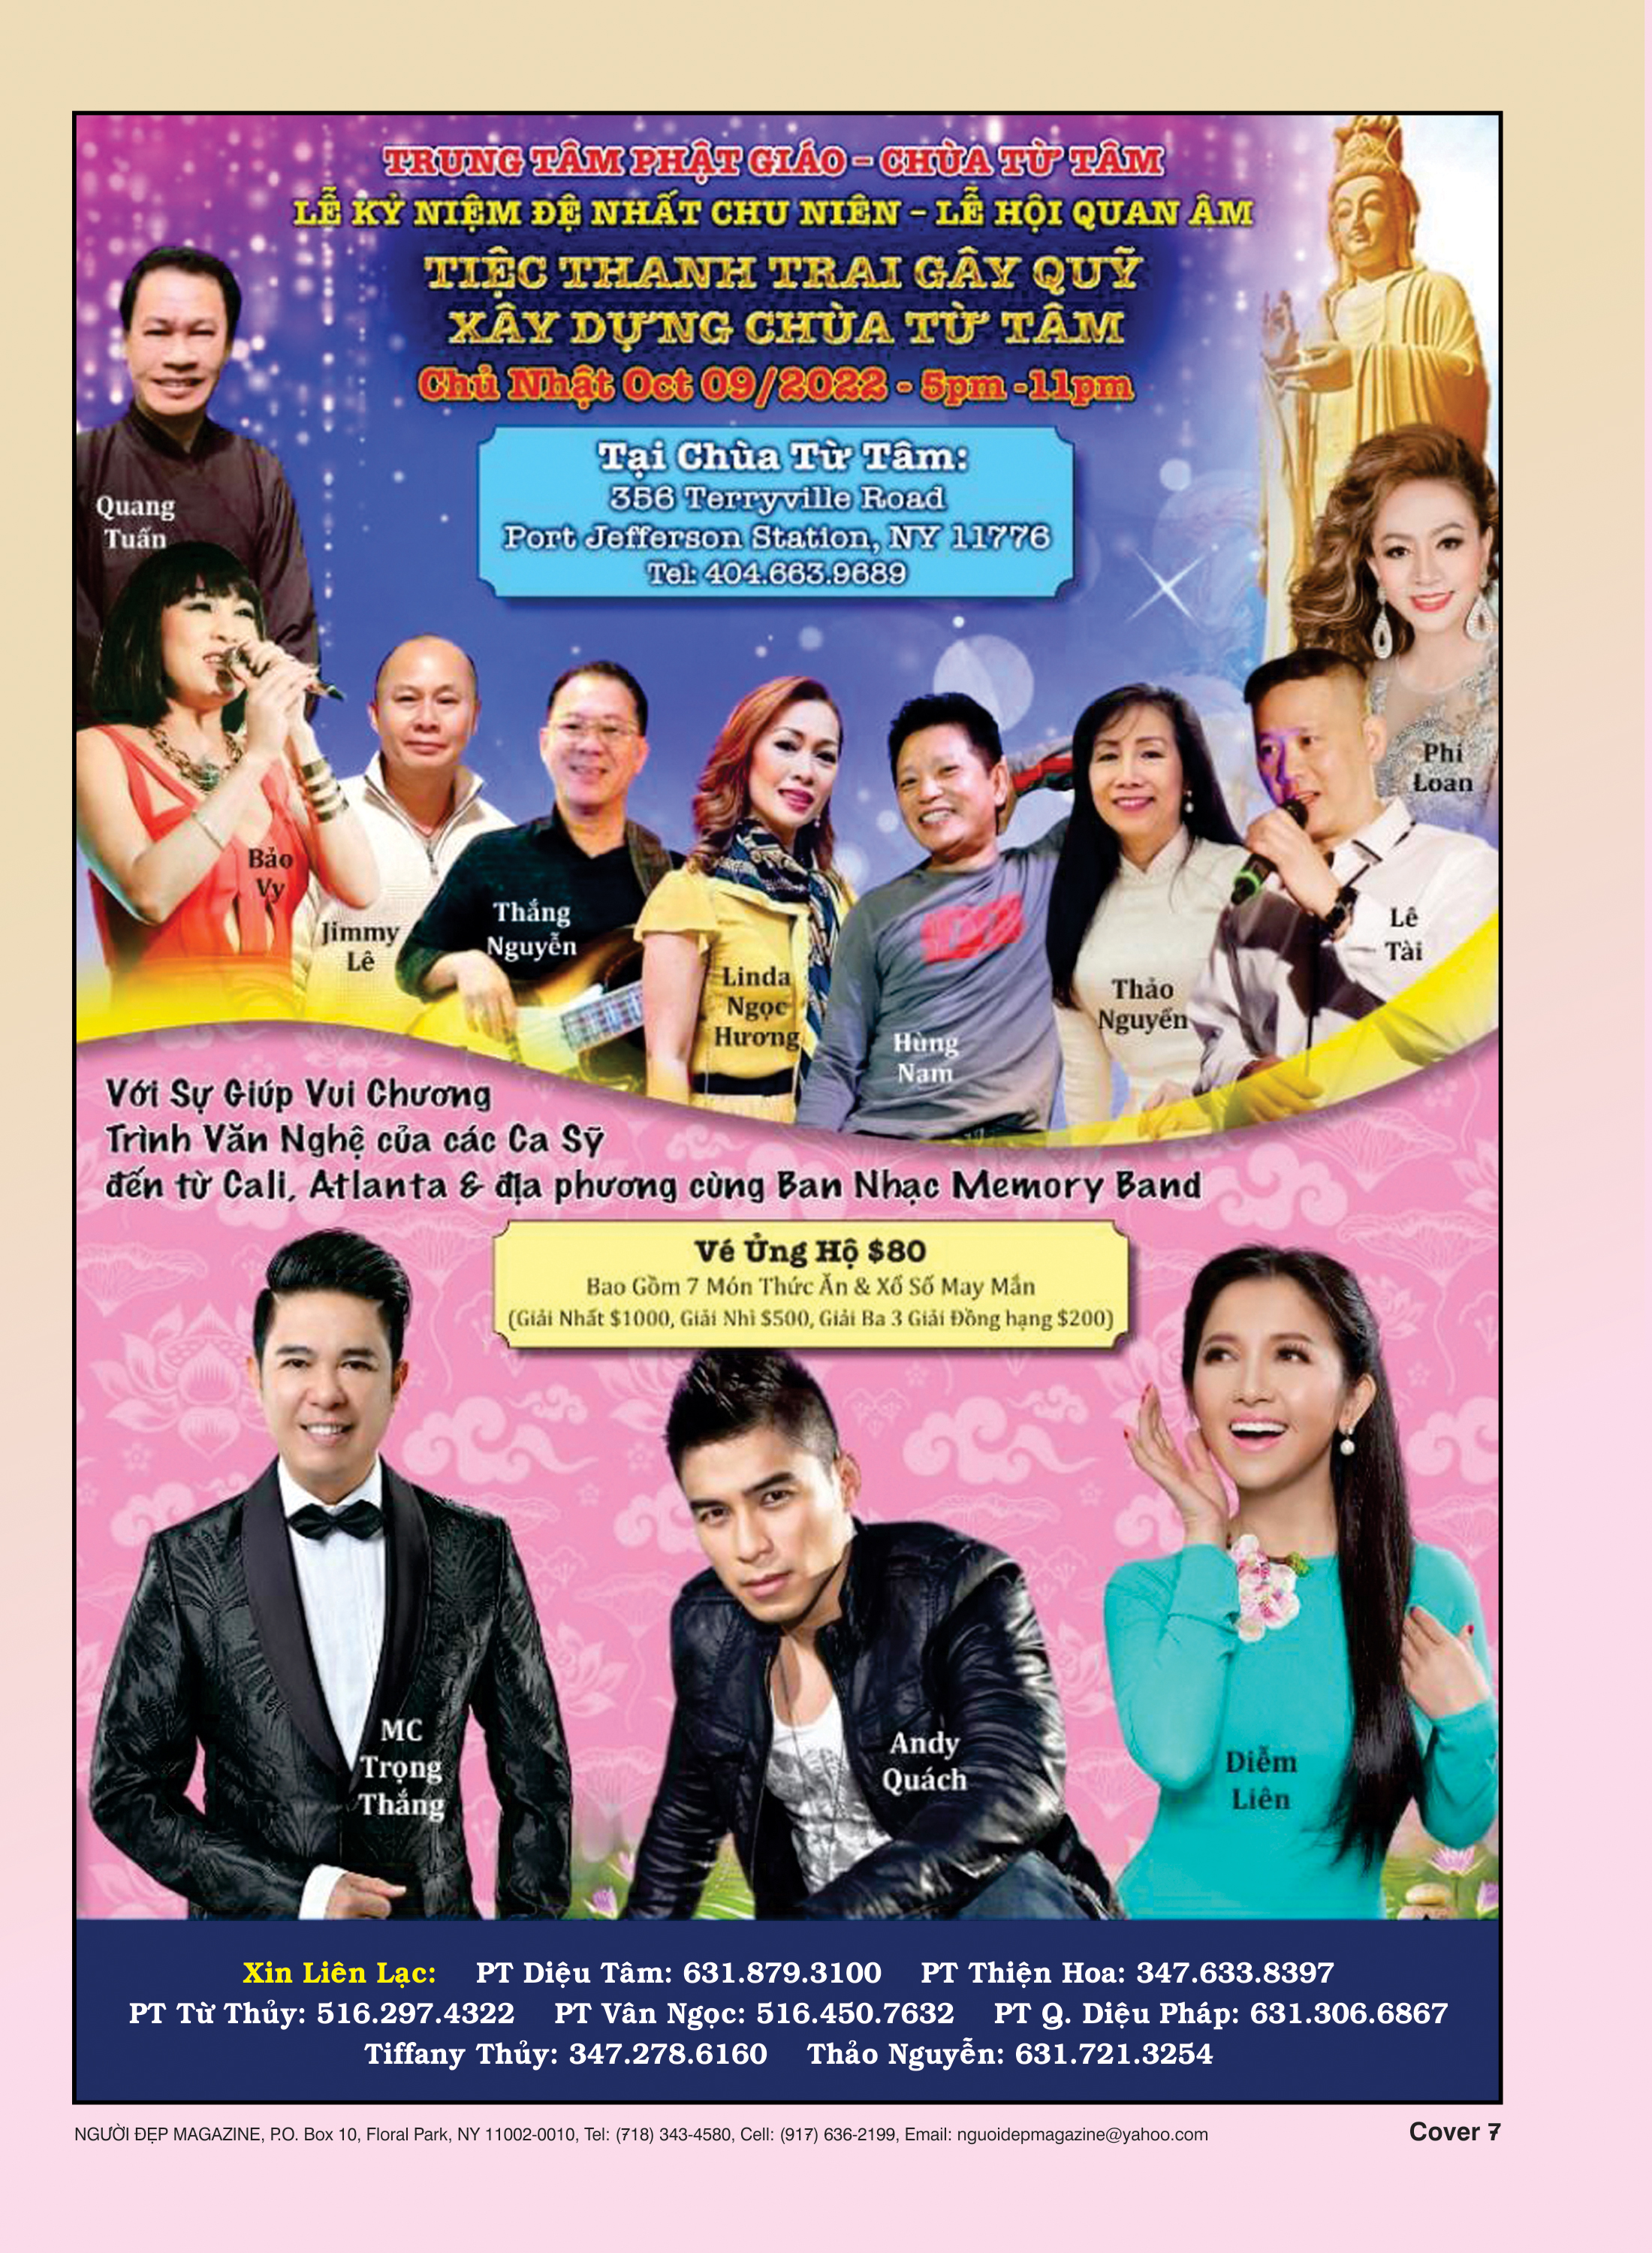 TRUNG TÂM PHẬT GIÁO – CHÙA TỪ TÂM
LỄ KỶ NIỆM ĐỆ NHẤT CHU NIÊN – LỄ HỘI QUAN ÂM
TIỆC THANH TRAI GÂY QUỸ
XÂY DỰNG CHÙA TỪ TÂM
Chủ Nhật Oct 09/2022 - 5pm -11pm
Tại Chùa Từ Tâm:
356 Terryville Road
Port Jefferson Station, NY 11776
Tel: 404.663.9689
Quang
Tuấn
Phi
Loan
Bảo
Vy
Jimmy
Lê
Thắng
Nguyễn
Linda
Ngọc
Hương
Hùng
Nam
Thảo
Nguyễn
Lê
Tài
Với Sự Giúp Vui Chương
Trình Văn Nghệ của các Ca Sỹ
đến từ Cali, Atlanta & địa phương cùng Ban Nhạc Memory Band
Vé Ủng Hộ $80
Bao Gồm 7 Món Thức Ăn & Xổ Số May Mắn
(Giải Nhất $1000, Giải Nhì $500, Giải Ba 3 Giải Đồng hạng $200)
MC
Trọng
Thắng
Andy
Quách
Diễm
Liên
Xin Liên Lạc: PT Diệu Tâm: 631.879.3100 PT Thiện Hoa: 347.633.8397
PT Từ Thủy: 516.297.4322 PT Vân Ngọc: 516.450.7632 PT Q. Diệu Pháp: 631.306.6867
Tiffany Thủy: 347.278.6160 Thảo Nguyễn: 631.721.3254
NGƯỜI ĐẸP MAGAZINE, P.O. Box 10, Floral Park, NY 11002-0010, Tel: (718) 343-4580, Cell: (917) 636-2199, Email: nguoidepmagazine@yahoo.com
Cover 7